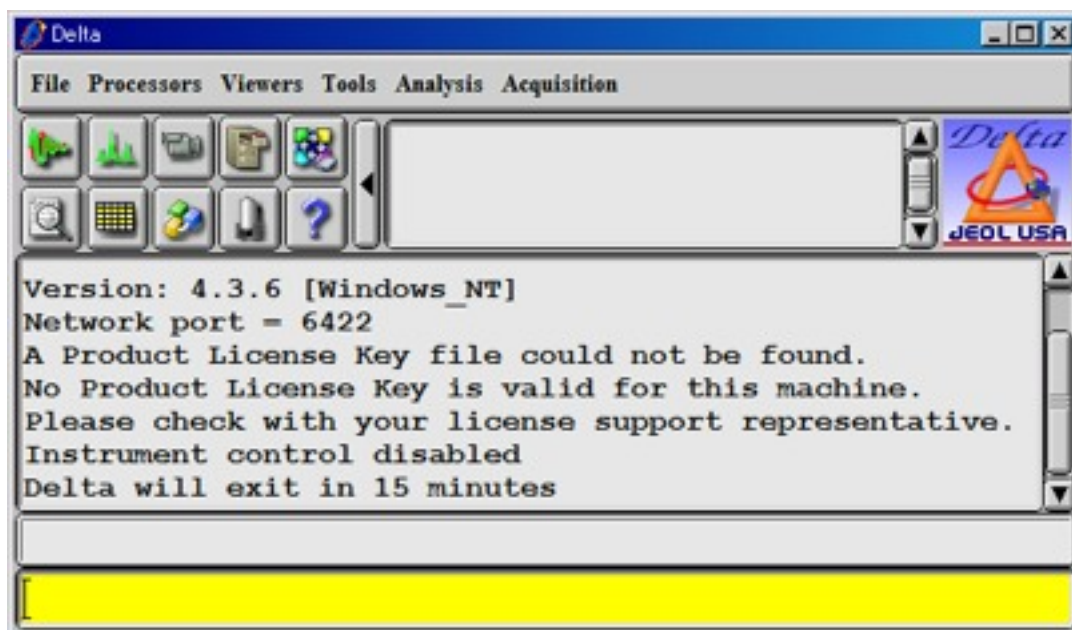 Delta
File Processors Viewers Tools Analysis Acquisition
Delta
JEOL USA
Version: 4.3.6 [Windows_NT]
Network port = 6422
A Product License Key file could not be found.
No Product License Key is valid for this machine.
Please check with your license support representative.
Instrument control disabled
Delta will exit in 15 minutes